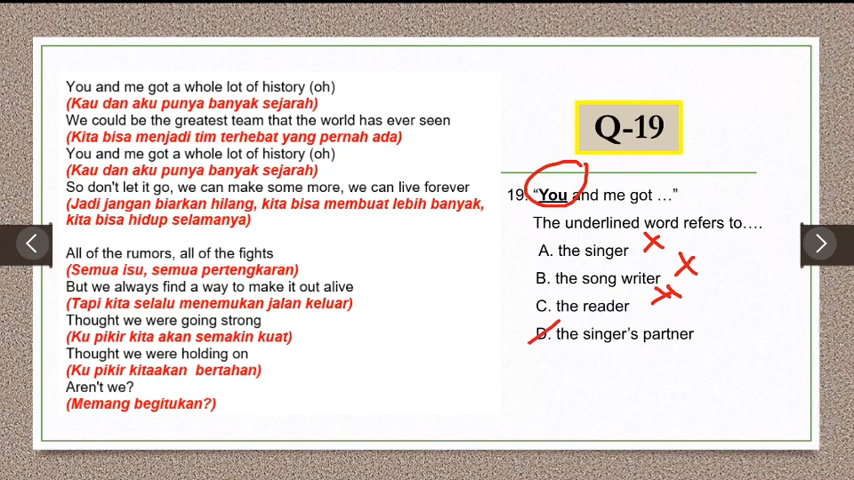 You and me got a whole lot of history (oh)
(Kau dan aku punya banyak sejarah)
We could be the greatest team that the world has ever seen
(Kita bisa menjadi tim terhebat yang pernah ada)
You and me got a whole lot of history (oh)
(Kau dan aku punya banyak sejarah)
So don't let it go, we can make some more, we can live forever
(Jadi jangan biarkan hilang, kita bisa membuat lebih banyak,
kita bisa hidup selamanya)
All of the rumors, all of the fights
(Semua isu, semua pertengkaran)
But we always find a way to make it out alive
(Tapi kita selalu menemukan jalan keluar)
Thought we were going strong
(Ku pikir kita akan semakin kuat)
Thought we were holding on
(Ku pikir kitaakan bertahan)
Aren't we?
(Memang begitukan?)
Q-19
19. “You and me got …”
The underlined word refers to….
A. the singer
B. the song writer
C. the reader
D. the singer’s partner